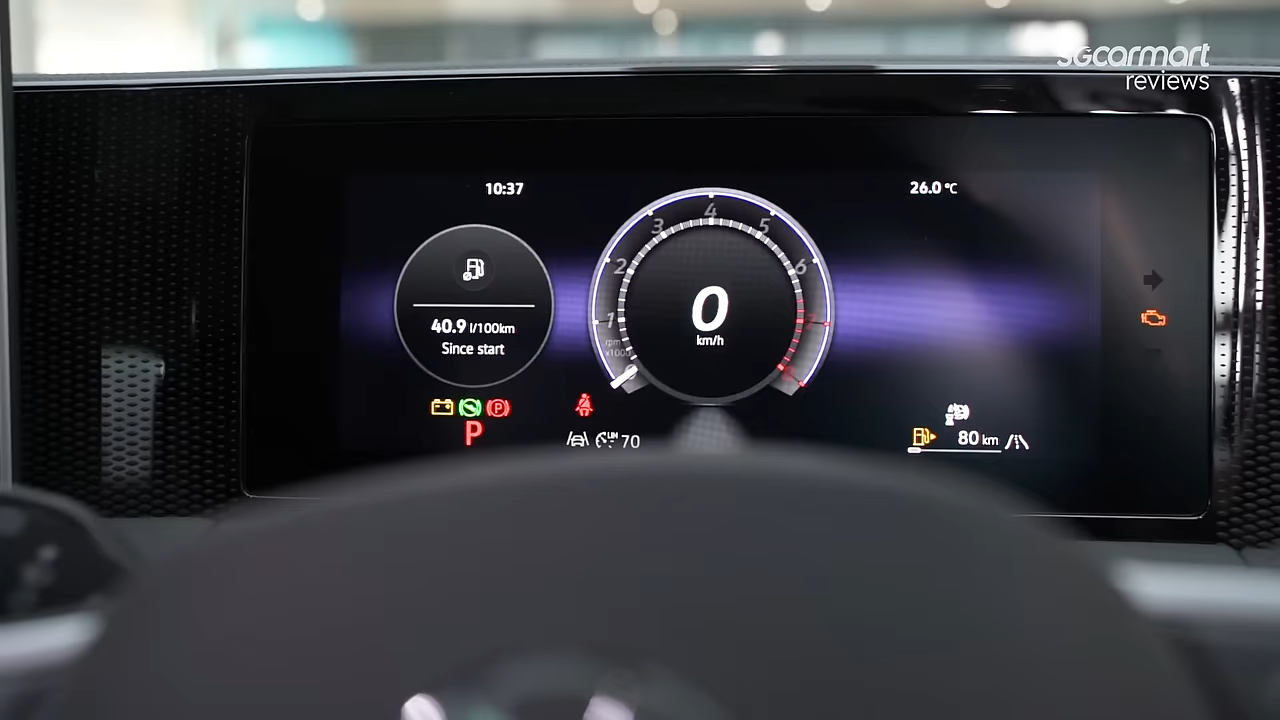 sgcarmart
reviews
10:37
26.0 °C
4
3
5
2
6
1
40.9 l/100km
Since start
0
km/h
rpm
x1000
P
P
LIM
70
80 km